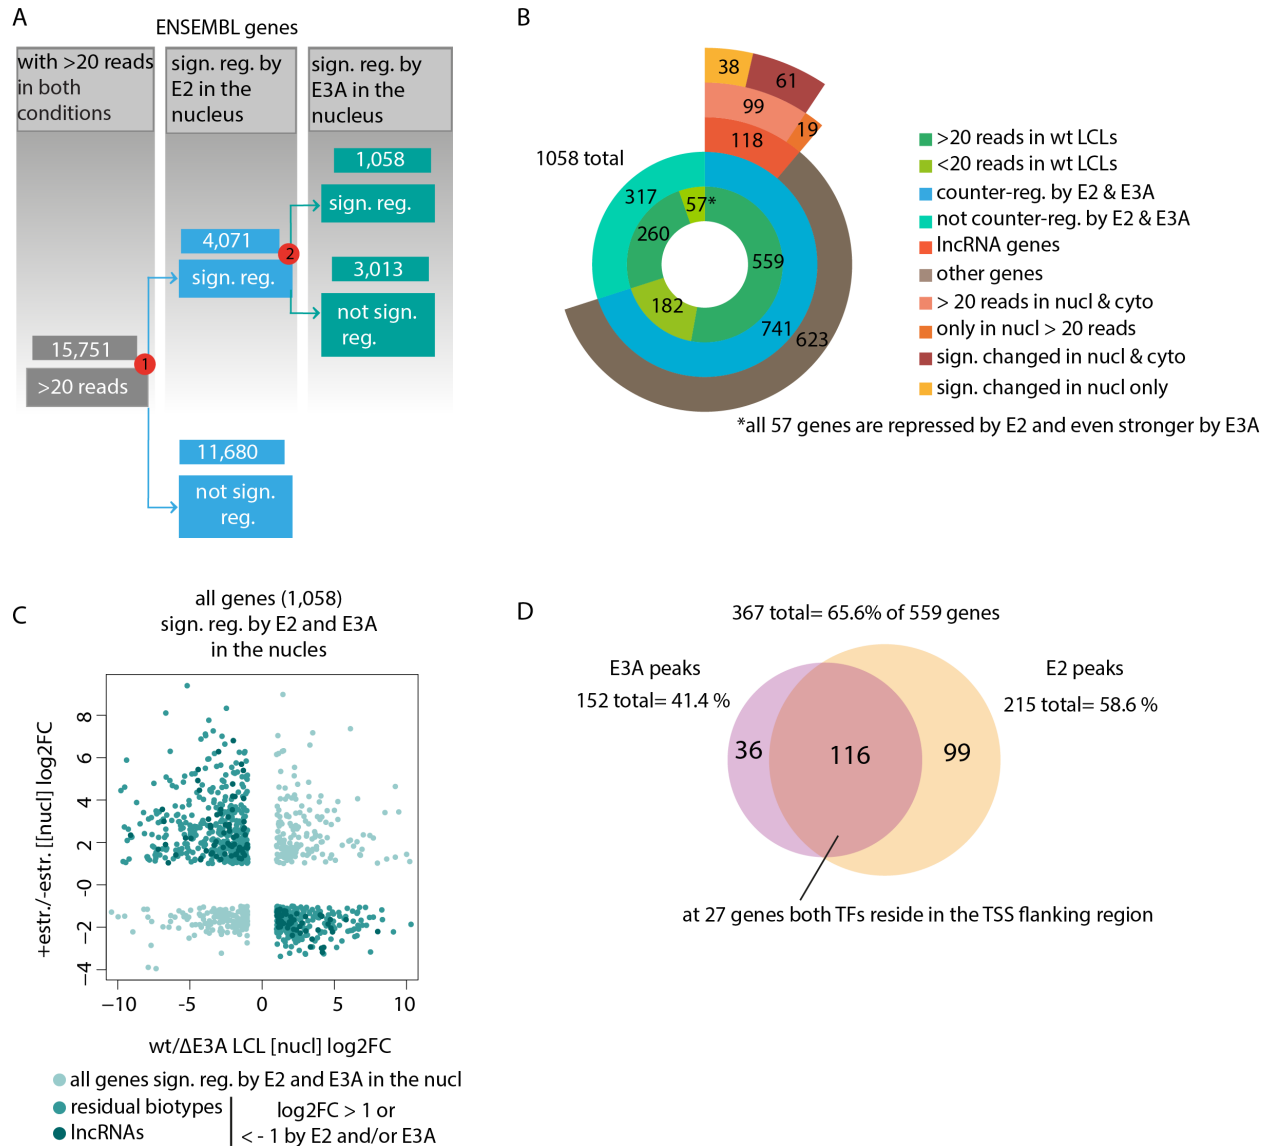 A
ENSEMBL genes
with >20 reads
in both
conditions
sign. reg. by
E2 in the
nucleus
sign. reg. by
E3A in the
nucleus
1,058
sign. reg.
4,071
2
sign. reg.
3,013
not sign.
reg.
15,751
1
>20 reads
11,680
not sign.
reg.
B
38
61
99
19
118
1058 total
317
57*
260
559
182
741
623
>20 reads in wt LCLs
<20 reads in wt LCLs
counter-reg. by E2 & E3A
not counter-reg. by E2 & E3A
lncRNA genes
other genes
> 20 reads in nucl & cyto
only in nucl > 20 reads
sign. changed in nucl & cyto
sign. changed in nucl only
*all 57 genes are repressed by E2 and even stronger by E3A
C
all genes (1,058)
sign. reg. by E2 and E3A
in the nucles
+estr./-estr. [[nucl] log2FC
8
6
4
2
-0
−2
−4
−10
-5
0
5
10
wt/ΔE3A LCL [nucl] log2FC
all genes sign. reg. by E2 and E3A in the nucl
residual biotypes
lncRNAs
log2FC > 1 or
< - 1 by E2 and/or E3A
D
367 total= 65.6% of 559 genes
E3A peaks
152 total= 41.4 %
E2 peaks
215 total= 58.6 %
36
116
99
at 27 genes both TFs reside in the TSS flanking region